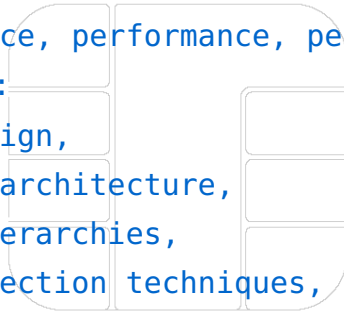 ce, performance, pe
:
ign,
architecture,
erarchies,
ection techniques,